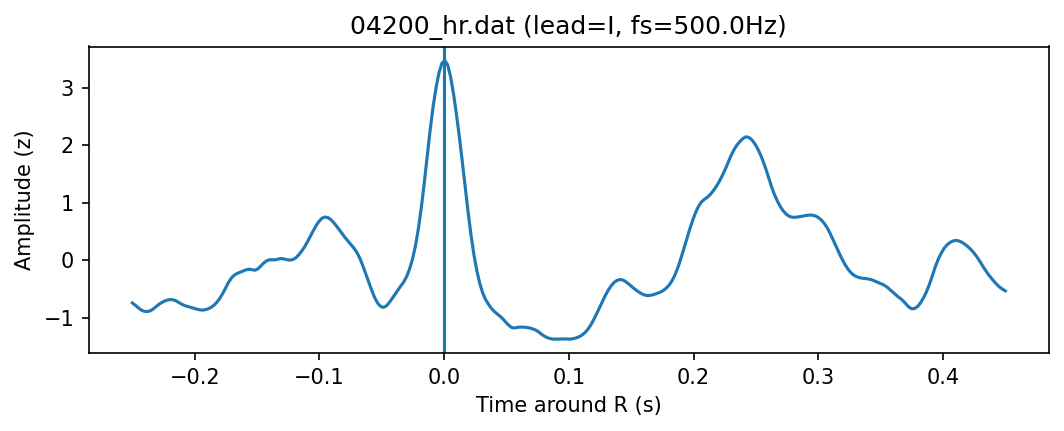 04200_hr.dat (lead=I, fs=500.0Hz)
Amplitude (z)
3
2
1
0
−1
−0.2 −0.1 0.0 0.1 0.2 0.3 0.4
Time around R (s)